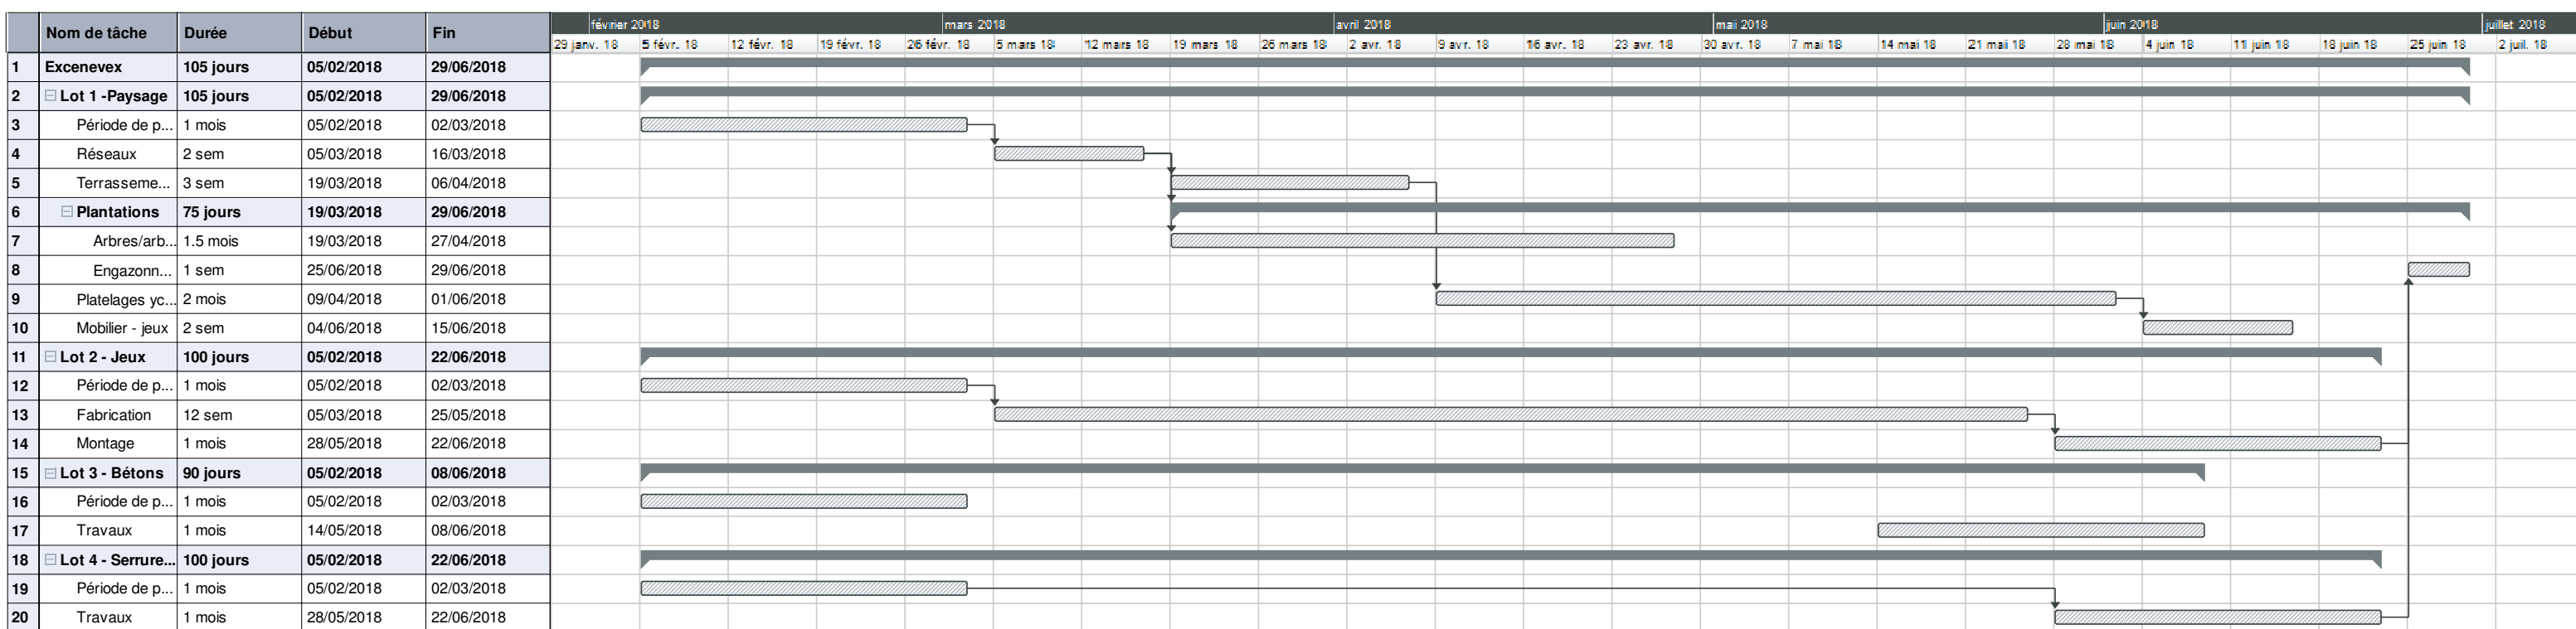 février 2018 mars 2018 avril 2018 mai 2018 juin 2018 juillet 2018
Nom de tâche Durée Début Fin
29 janv. 18 5 févr. 18 12 févr. 18 19 févr. 18 26 févr. 18 5 mars 18 12 mars 18 19 mars 18 26 mars 18 2 avr. 18 9 avr. 18 16 avr. 18 23 avr. 18 30 avr. 18 7 mai 18 14 mai 18 21 mai 18 28 mai 18 4 juin 18 11 juin 18 18 juin 18 25 juin 18 2 juil. 18
1 Excenevex 105 jours 05/02/2018 29/06/2018
2 Lot 1 -Paysage 105 jours 05/02/2018 29/06/2018
3 Période de p... 1 mois 05/02/2018 02/03/2018
4 Réseaux 2 sem 05/03/2018 16/03/2018
5 Terrasseme... 3 sem 19/03/2018 06/04/2018
6 Plantations 75 jours 19/03/2018 29/06/2018
7 Arbres/arb... 1.5 mois 19/03/2018 27/04/2018
8 Engazonn... 1 sem 25/06/2018 29/06/2018
9 Platelages yc... 2 mois 09/04/2018 01/06/2018
10 Mobilier - jeux 2 sem 04/06/2018 15/06/2018
11 Lot 2 - Jeux 100 jours 05/02/2018 22/06/2018
12 Période de p... 1 mois 05/02/2018 02/03/2018
13 Fabrication 12 sem 05/03/2018 25/05/2018
14 Montage 1 mois 28/05/2018 22/06/2018
15 Lot 3 - Bétons 90 jours 05/02/2018 08/06/2018
16 Période de p... 1 mois 05/02/2018 02/03/2018
17 Travaux 1 mois 14/05/2018 08/06/2018
18 Lot 4 - Serrure... 100 jours 05/02/2018 22/06/2018
19 Période de p... 1 mois 05/02/2018 02/03/2018
20 Travaux 1 mois 28/05/2018 22/06/2018